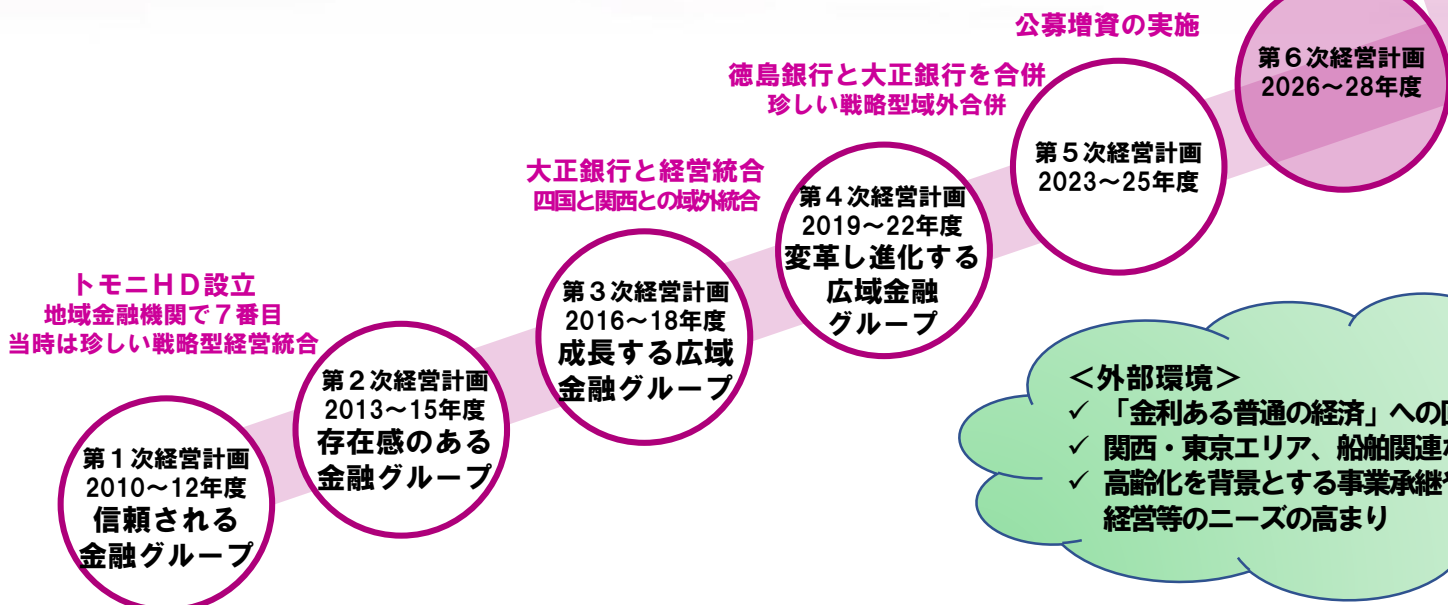 トモニＨＤ設立
地域金融機関で７番目
当時は珍しい戦略型経営統合
第１次経営計画
2010～12年度
信頼される
金融グループ
第２次経営計画
2013～15年度
存在感のある
金融グループ
大正銀行と経営統合
四国と関西との域外統合
第３次経営計画
2016～18年度
成長する広域
金融グループ
徳島銀行と大正銀行を合併
珍しい戦略型域外合併
第４次経営計画
2019～22年度
変革し進化する
広域金融
グループ
公募増資の実施
第５次経営計画
2023～25年度
第６次経営計画
2026～28年度
＜外部環境＞
✓ 「金利ある普通の経済」への
✓ 関西・東京エリア、船舶関連
✓ 高齢化を背景とする事業承継
経営等のニーズの高まり